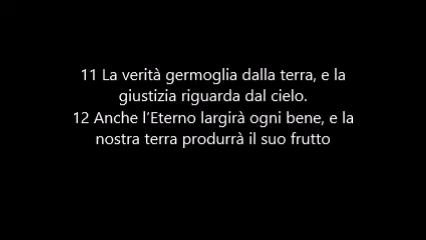 11 La verità germoglia dalla terra, e la
giustizia riguarda dal cielo.
12 Anche l’Eterno largirà ogni bene, e la
nostra terra produrrà il suo frutto